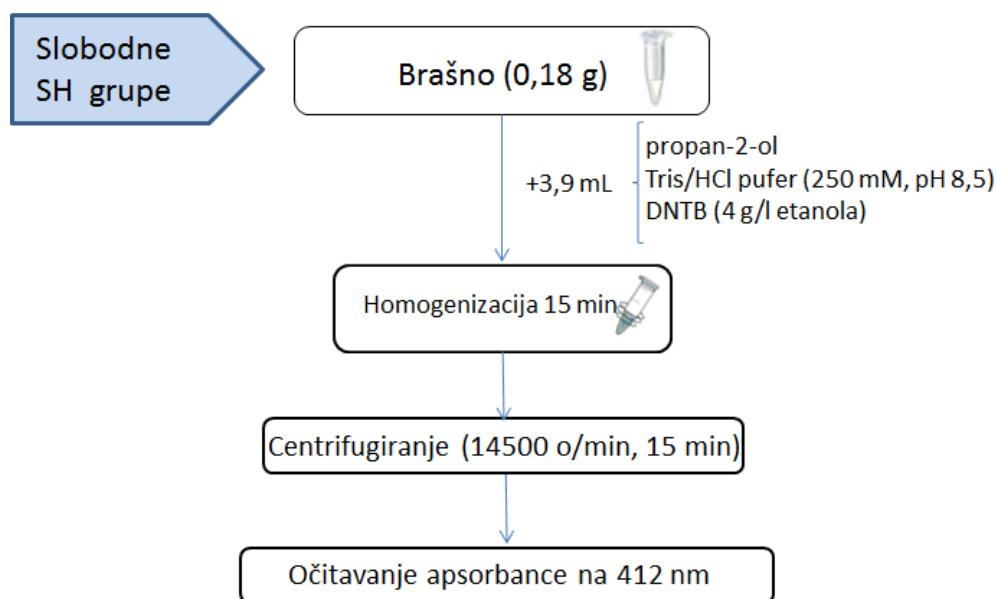 Slobodne
SH grupe
Brašno (0,18 g)
+3,9 mL
propan-2-ol
Tris/HCl pufer (250 mM, pH 8,5)
DNTB (4 g/l etanola)
Homogenizacija 15 min
Centrifugiranje (14500 o/min, 15 min)
Očitavanje apsorbance na 412 nm